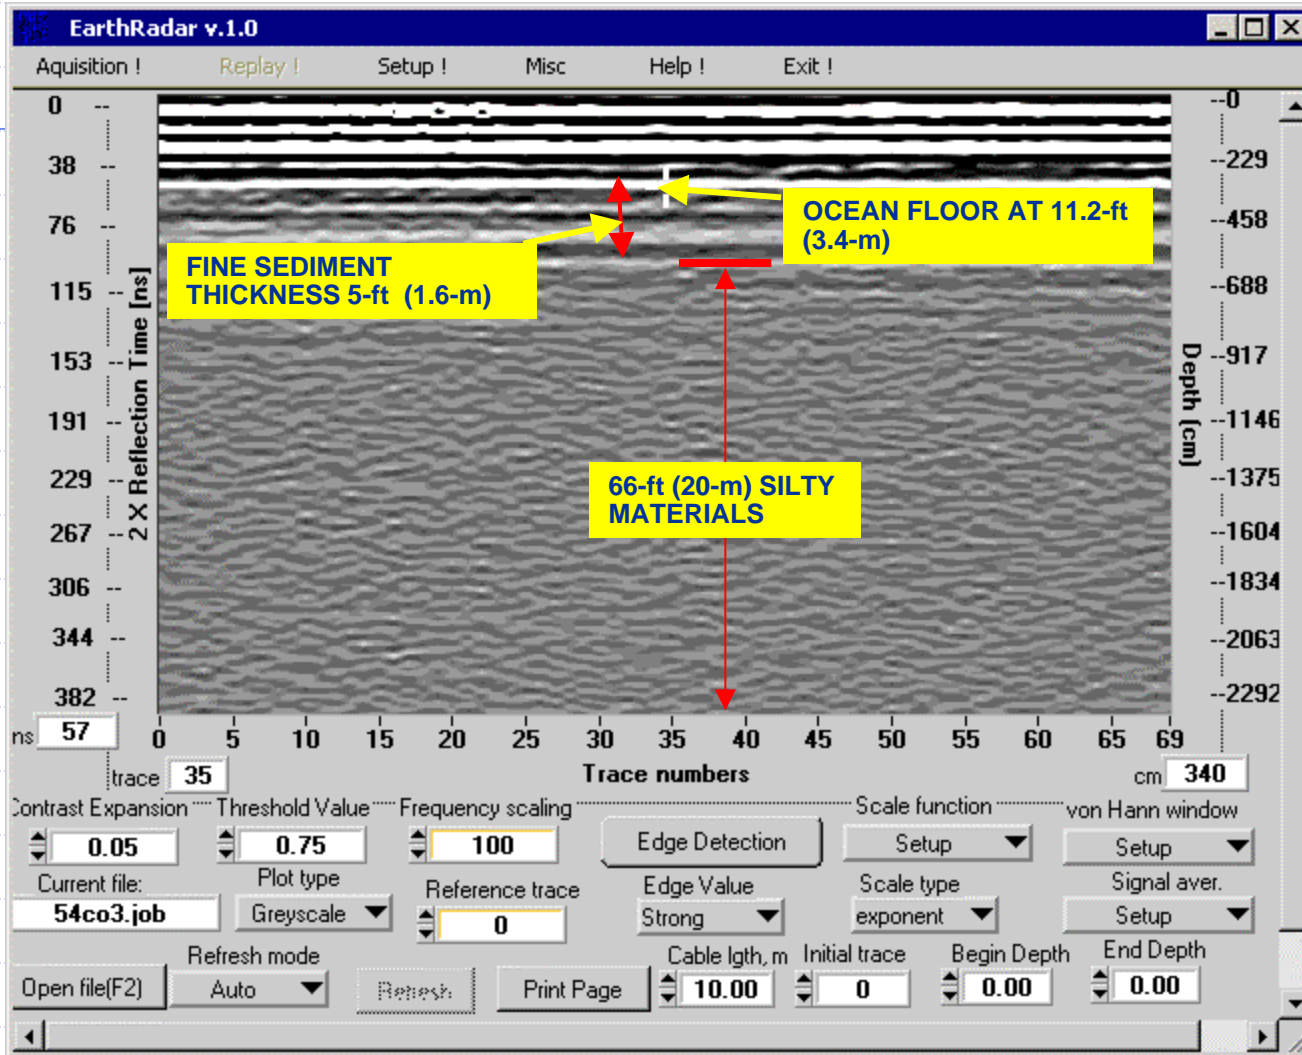 EarthRadar v.1.0
Aquisition ! Replay ! Setup ! Misc Help ! Exit !
0 -- --0
38 -- --229
76 -- --458
115 -- --688
153 -- --917
191 -- --1146
229 -- --1375
267 -- --1604
306 -- --1834
344 -- --2063
382 -- --2292
2 X Reflection Time [ns]
Depth (cm)
OCEAN FLOOR AT 11.2-ft
(3.4-m)
FINE SEDIMENT
THICKNESS 5-ft (1.6-m)
66-ft (20-m) SILTY
MATERIALS
ns 57 0 5 10 15 20 25 30 35 40 45 50 55 60 65 69
trace 35 Trace numbers cm 340
Contrast Expansion Threshold Value Frequency scaling Scale function von Hann window
0.05 0.75 100 Edge Detection Setup Setup
Current file: Plot type Reference trace Edge Value Scale type Signal aver.
54co3.job Greyscale 0 Strong exponent Setup
Refresh mode Cable lgth, m Initial trace Begin Depth End Depth
Open file(F2) Auto Refresh Print Page 10.00 0 0.00 0.00